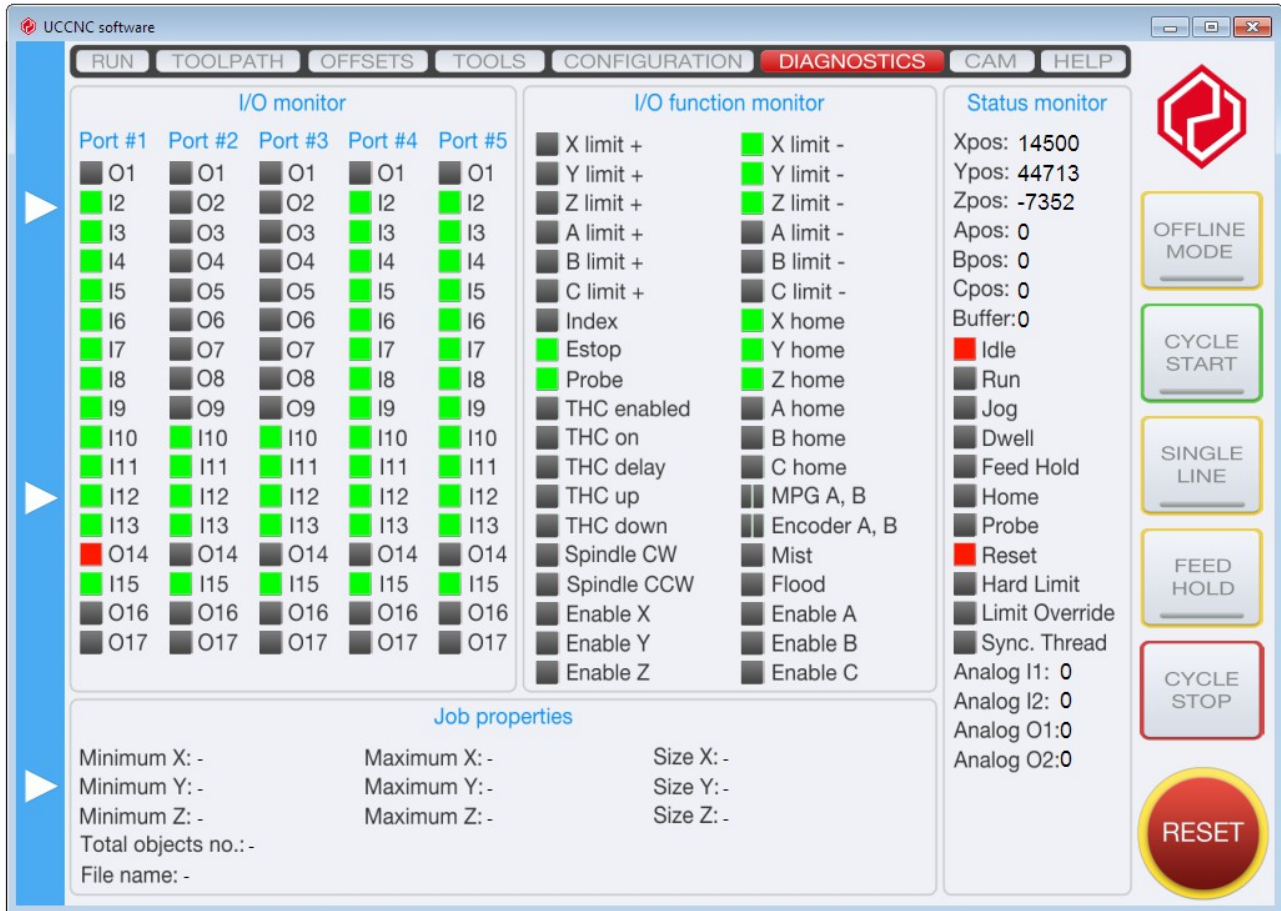 UCCNC software
RUN TOOLPATH OFFSETS TOOLS CONFIGURATION DIAGNOSTICS CAM HELP
I/O monitor
Port #1 Port #2 Port #3 Port #4 Port #5
O1 O1 O1 O1 O1
I2 O2 O2 I2 I2
I3 O3 O3 I3 I3
I4 O4 O4 I4 I4
I5 O5 O5 I5 I5
I6 O6 O6 I6 I6
I7 O7 O7 I7 I7
I8 O8 O8 I8 I8
I9 O9 O9 I9 I9
I10 I10 I10 I10 I10
I11 I11 I11 I11 I11
I12 I12 I12 I12 I12
I13 I13 I13 I13 I13
O14 O14 O14 O14 O14
I15 I15 I15 I15 I15
O16 O16 O16 O16 O16
O17 O17 O17 O17 O17
I/O function monitor
X limit + X limit -
Y limit + Y limit -
Z limit + Z limit -
A limit + A limit -
B limit + B limit -
C limit + C limit -
Index X home
Estop Y home
Probe Z home
THC enabled A home
THC on B home
THC delay C home
THC up MPG A, B
THC down Encoder A, B
Spindle CW Mist
Spindle CCW Flood
Enable X Enable A
Enable Y Enable B
Enable Z Enable C
Status monitor
Xpos: 14500
Ypos: 44713
Zpos: -7352
Apos: 0
Bpos: 0
Cpos: 0
Buffer:0
Idle
Run
Jog
Dwell
Feed Hold
Home
Probe
Reset
Hard Limit
Limit Override
Sync. Thread
Analog I1: 0
Analog I2: 0
Analog O1:0
Analog O2:0
Job properties
Minimum X: - Maximum X: - Size X: -
Minimum Y: - Maximum Y: - Size Y: -
Minimum Z: - Maximum Z: - Size Z: -
Total objects no.: -
File name: -
OFFLINE
MODE
CYCLE
START
SINGLE
LINE
FEED
HOLD
CYCLE
STOP
RESET